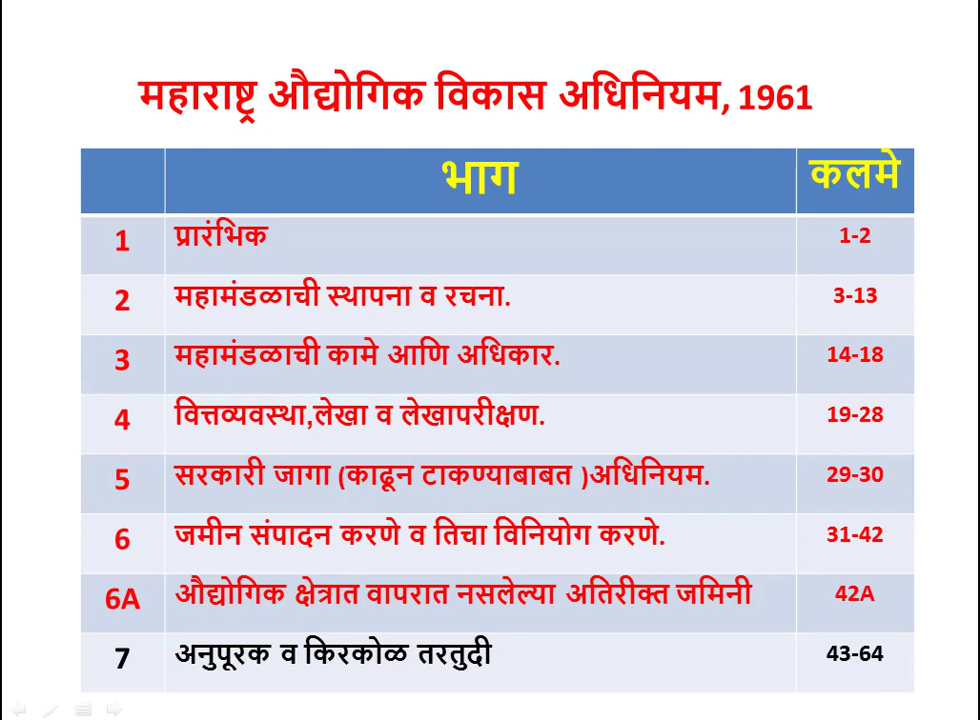 महाराष्ट्र औद्योगिक विकास अधिनियम, 1961
भाग कलमे
1 प्रारंभिक 1-2
2 महामंडळाची स्थापना व रचना. 3-13
3 महामंडळाची कामे आणि अधिकार. 14-18
4 वित्तव्यवस्था,लेखा व लेखापरीक्षण. 19-28
5 सरकारी जागा (काढून टाकण्याबाबत )अधिनियम. 29-30
6 जमीन संपादन करणे व तिचा विनियोग करणे. 31-42
6A औद्योगिक क्षेत्रात वापरात नसलेल्या अतिरीक्त जमिनी 42A
7 अनुपूरक व किरकोळ तरतुदी 43-64